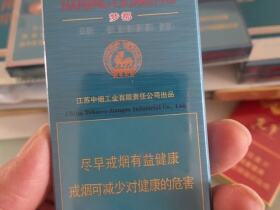 梦都
江苏中烟工业有限责任公司出品
China Tobacco Jiangsu Industrial Co., Ltd.
尽早戒烟有益健康
戒烟可减少对健康的危害